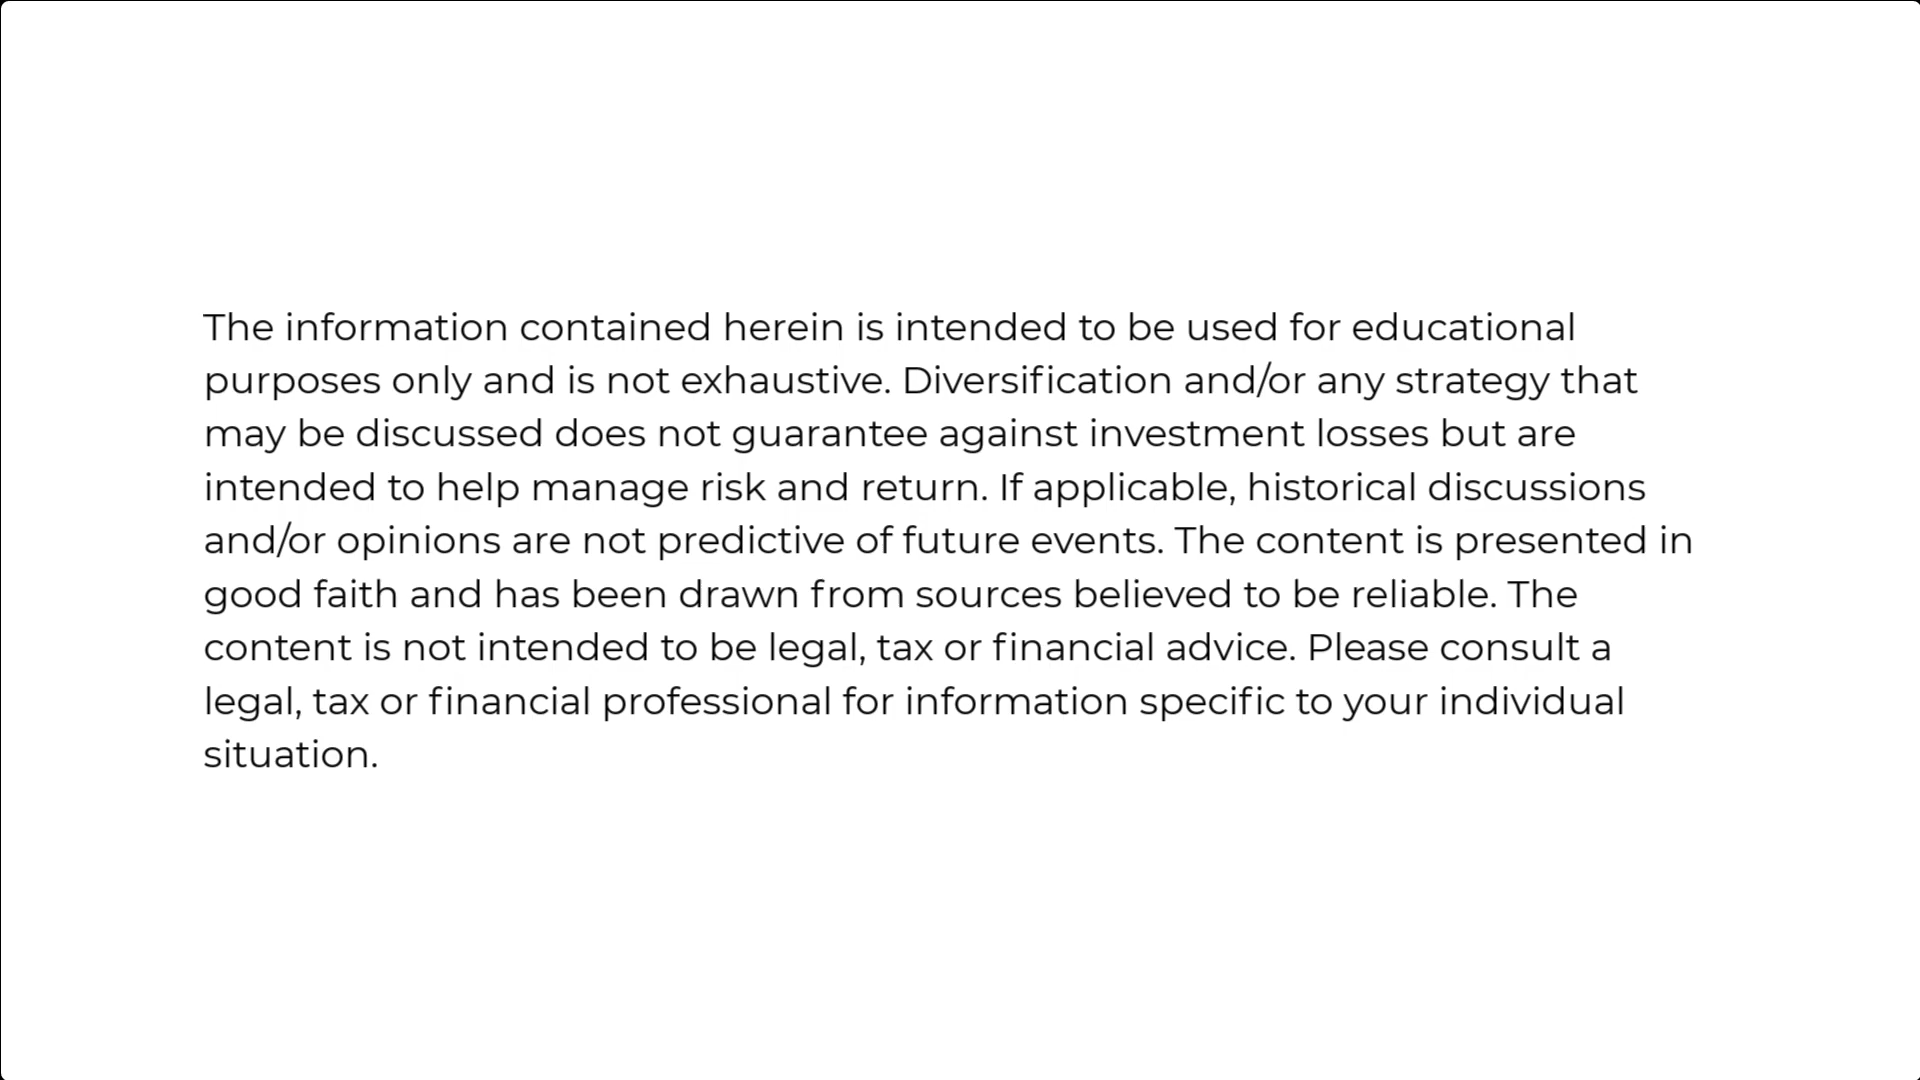 The information contained herein is intended to be used for educational
purposes only and is not exhaustive. Diversification and/or any strategy that
may be discussed does not guarantee against investment losses but are
intended to help manage risk and return. If applicable, historical discussions
and/or opinions are not predictive of future events. The content is presented in
good faith and has been drawn from sources believed to be reliable. The
content is not intended to be legal, tax or financial advice. Please consult a
legal, tax or financial professional for information specific to your individual
situation.